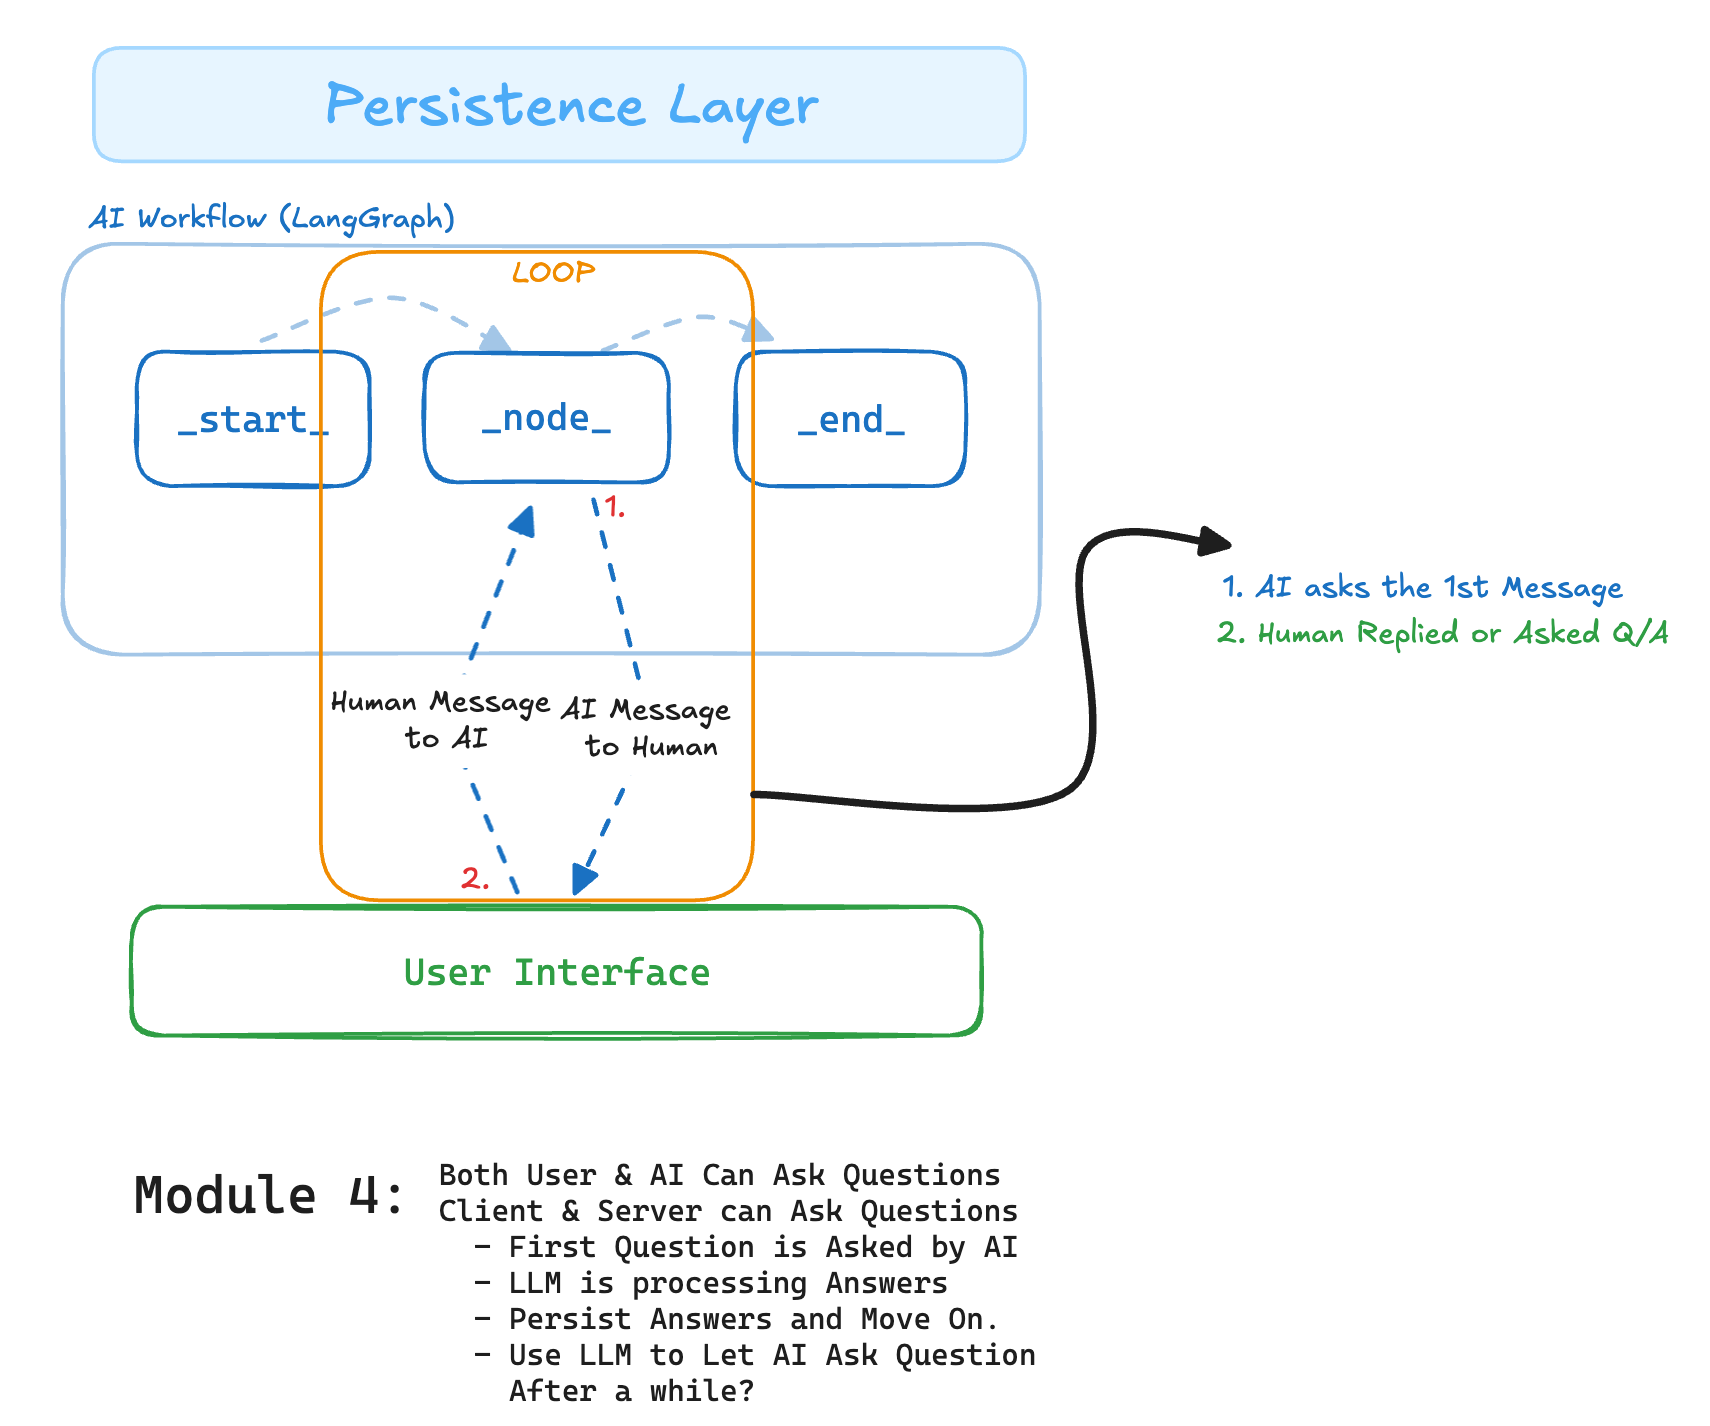 Persistence Layer
AI Workflow (LangGraph)
LOOP
_start_
_node_
_end_
1.
1. AI asks the 1st Message
2. Human Replied or Asked Q/A
Human Message
to AI
AI Message
to Human
2.
User Interface
Module 4:
Both User & AI Can Ask Questions
Client & Server can Ask Questions
- First Question is Asked by AI
- LLM is processing Answers
- Persist Answers and Move On.
- Use LLM to Let AI Ask Question
After a while?